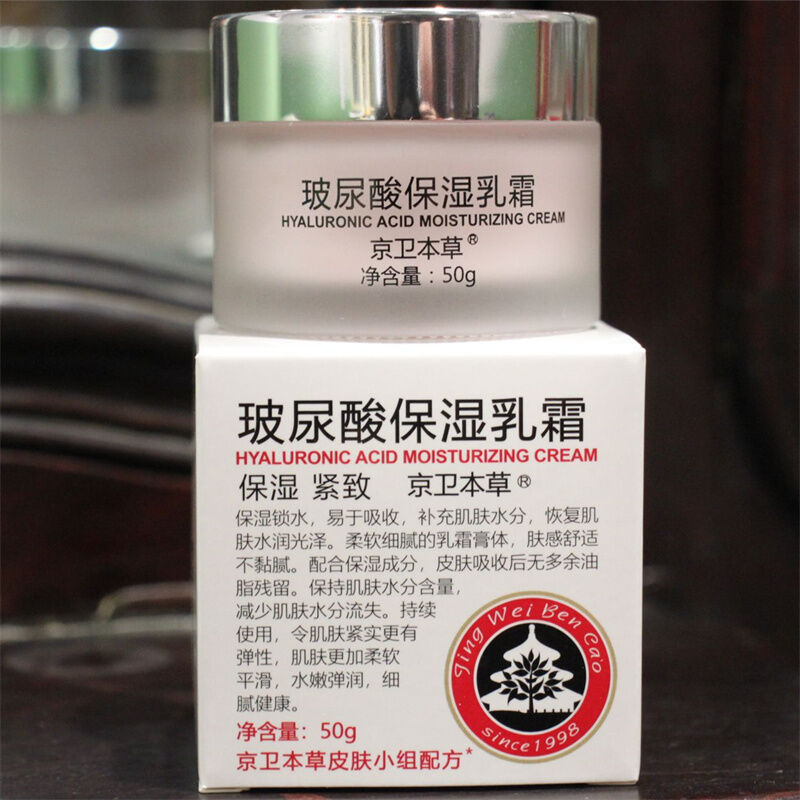 玻尿酸保湿乳霜
HYALURONIC ACID MOISTURIZING CREAM
京卫本草®
净含量：50g
玻尿酸保湿乳霜
HYALURONIC ACID MOISTURIZING CREAM
保湿 紧致 京卫本草®
保湿锁水，易于吸收，补充肌肤水分，恢复肌
肤水润光泽。柔软细腻的乳霜膏体，肤感舒适
不黏腻。配合保湿成分，皮肤吸收后无多余油
脂残留。保持肌肤水分含量，
减少肌肤水分流失。持续
使用，令肌肤紧实更有
弹性，肌肤更加柔软
平滑，水嫩弹润，细
腻健康。
Jing Wei Ben Cao
since1998
净含量：50g
京卫本草皮肤小组配方*